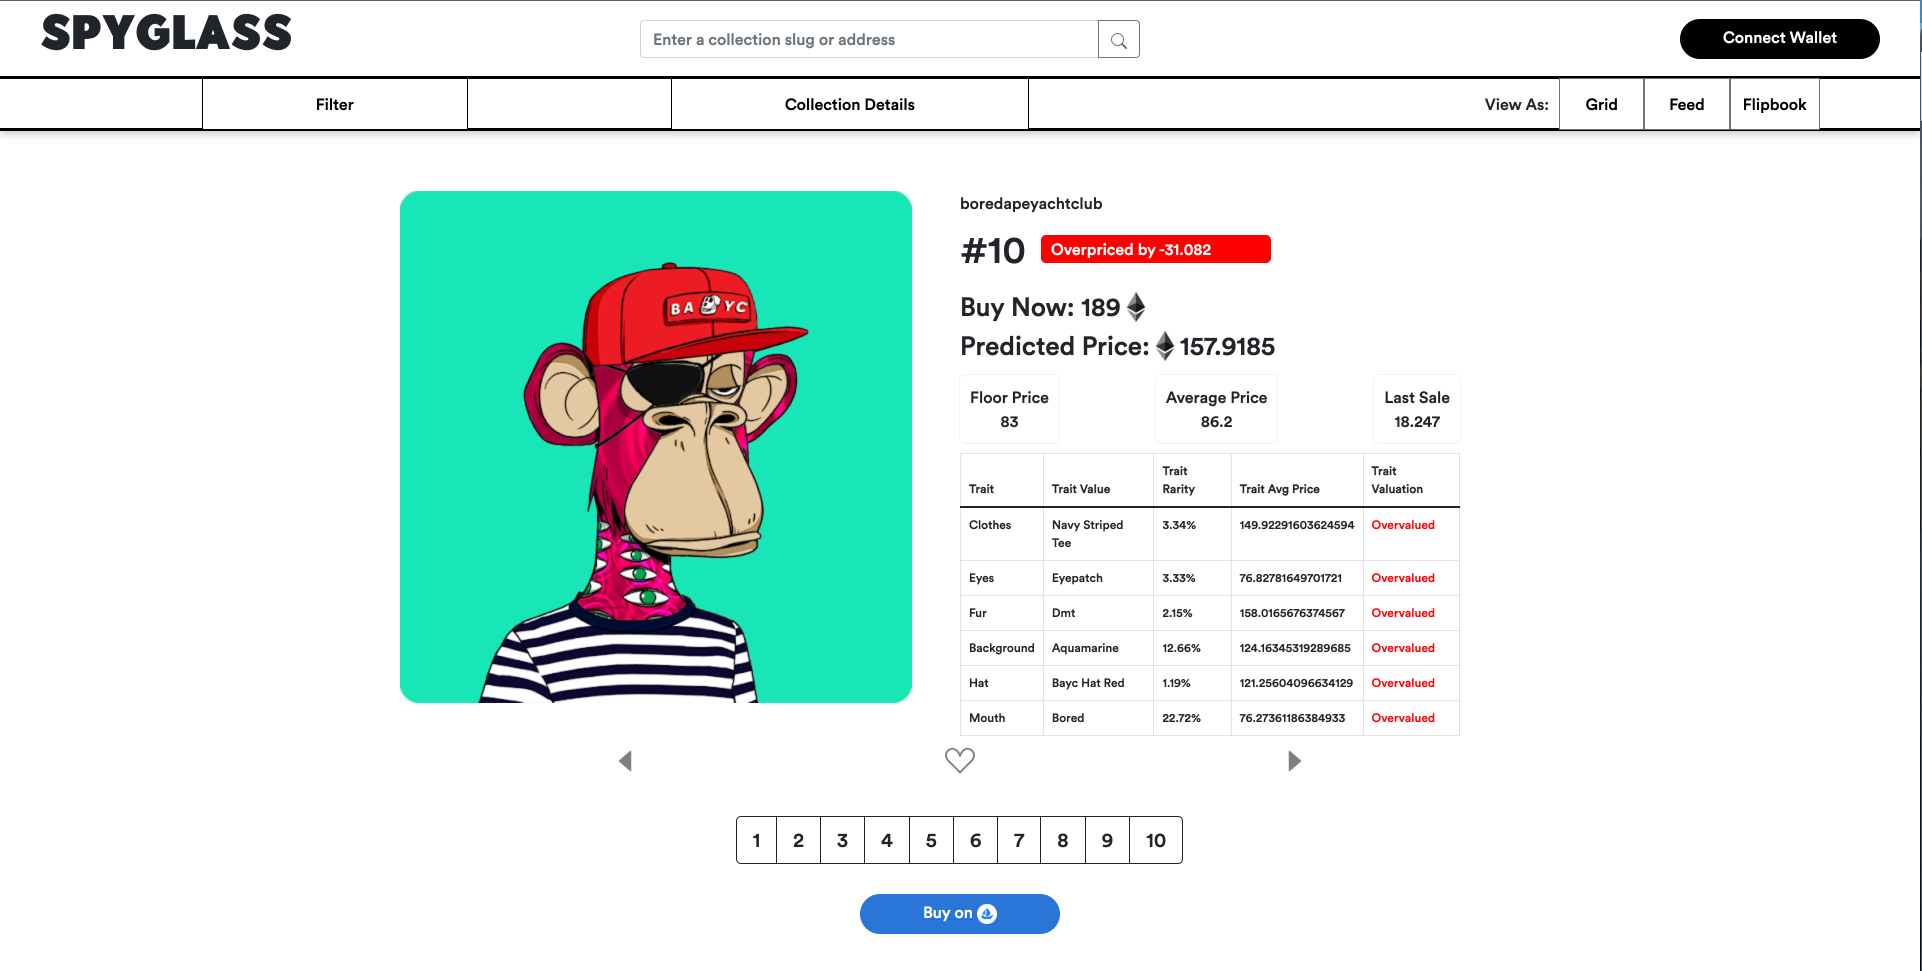 SPYGLASS
Enter a collection slug or address
Connect Wallet
Filter
Collection Details
View As:
Grid
Feed
Flipbook
BA YC
boredapeyachtclub
#10
Overpriced by -31.082
Buy Now: 189
Predicted Price: 157.9185
Floor Price
83
Average Price
86.2
Last Sale
18.247
Trait Trait Value Trait Rarity Trait Avg Price Trait Valuation
Clothes Navy Striped Tee 3.34% 149.92291603624594 Overvalued
Eyes Eyepatch 3.33% 76.82781649701721 Overvalued
Fur Dmt 2.15% 158.0165676374567 Overvalued
Background Aquamarine 12.66% 124.16345319289685 Overvalued
Hat Bayc Hat Red 1.19% 121.25604096634129 Overvalued
Mouth Bored 22.72% 76.27361186384933 Overvalued
1 2 3 4 5 6 7 8 9 10
Buy on